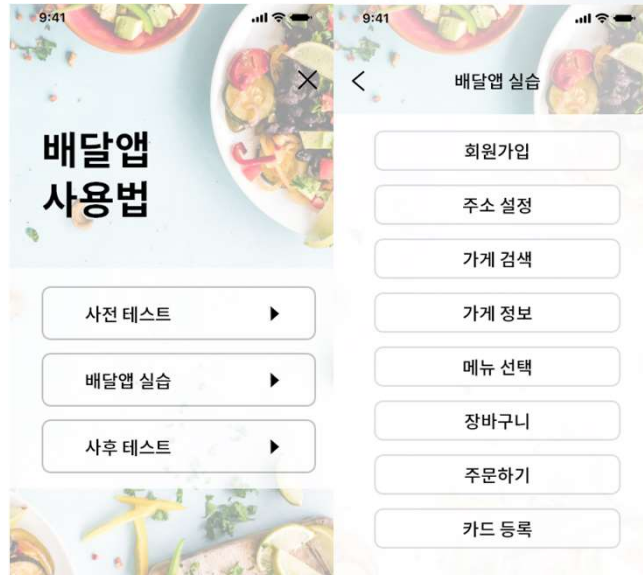 9:41
배달앱
사용법
사전 테스트
배달앱 실습
사후 테스트
9:41
배달앱 실습
회원가입
주소 설정
가게 검색
가게 정보
메뉴 선택
장바구니
주문하기
카드 등록